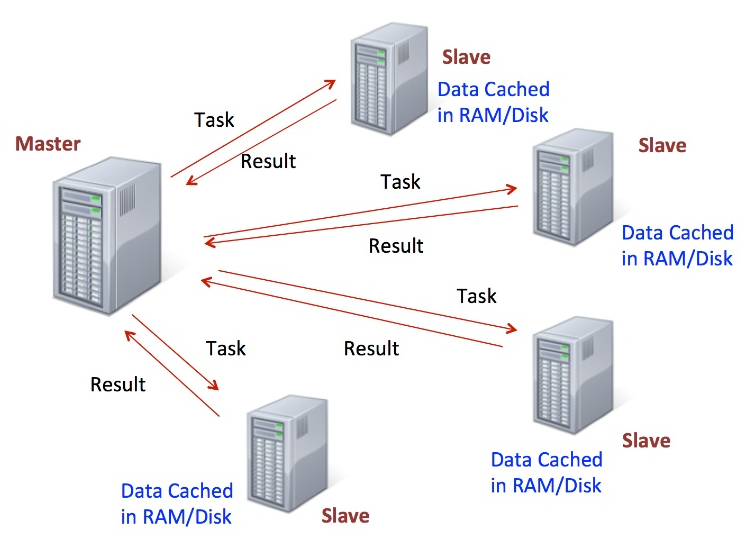 Slave
Data Cached
in RAM/Disk
Task
Master
Result
Slave
Task
Data Cached
in RAM/Disk
Result
Task
Task
Result
Result
Slave
Data Cached
in RAM/Disk
Data Cached
in RAM/Disk
Slave